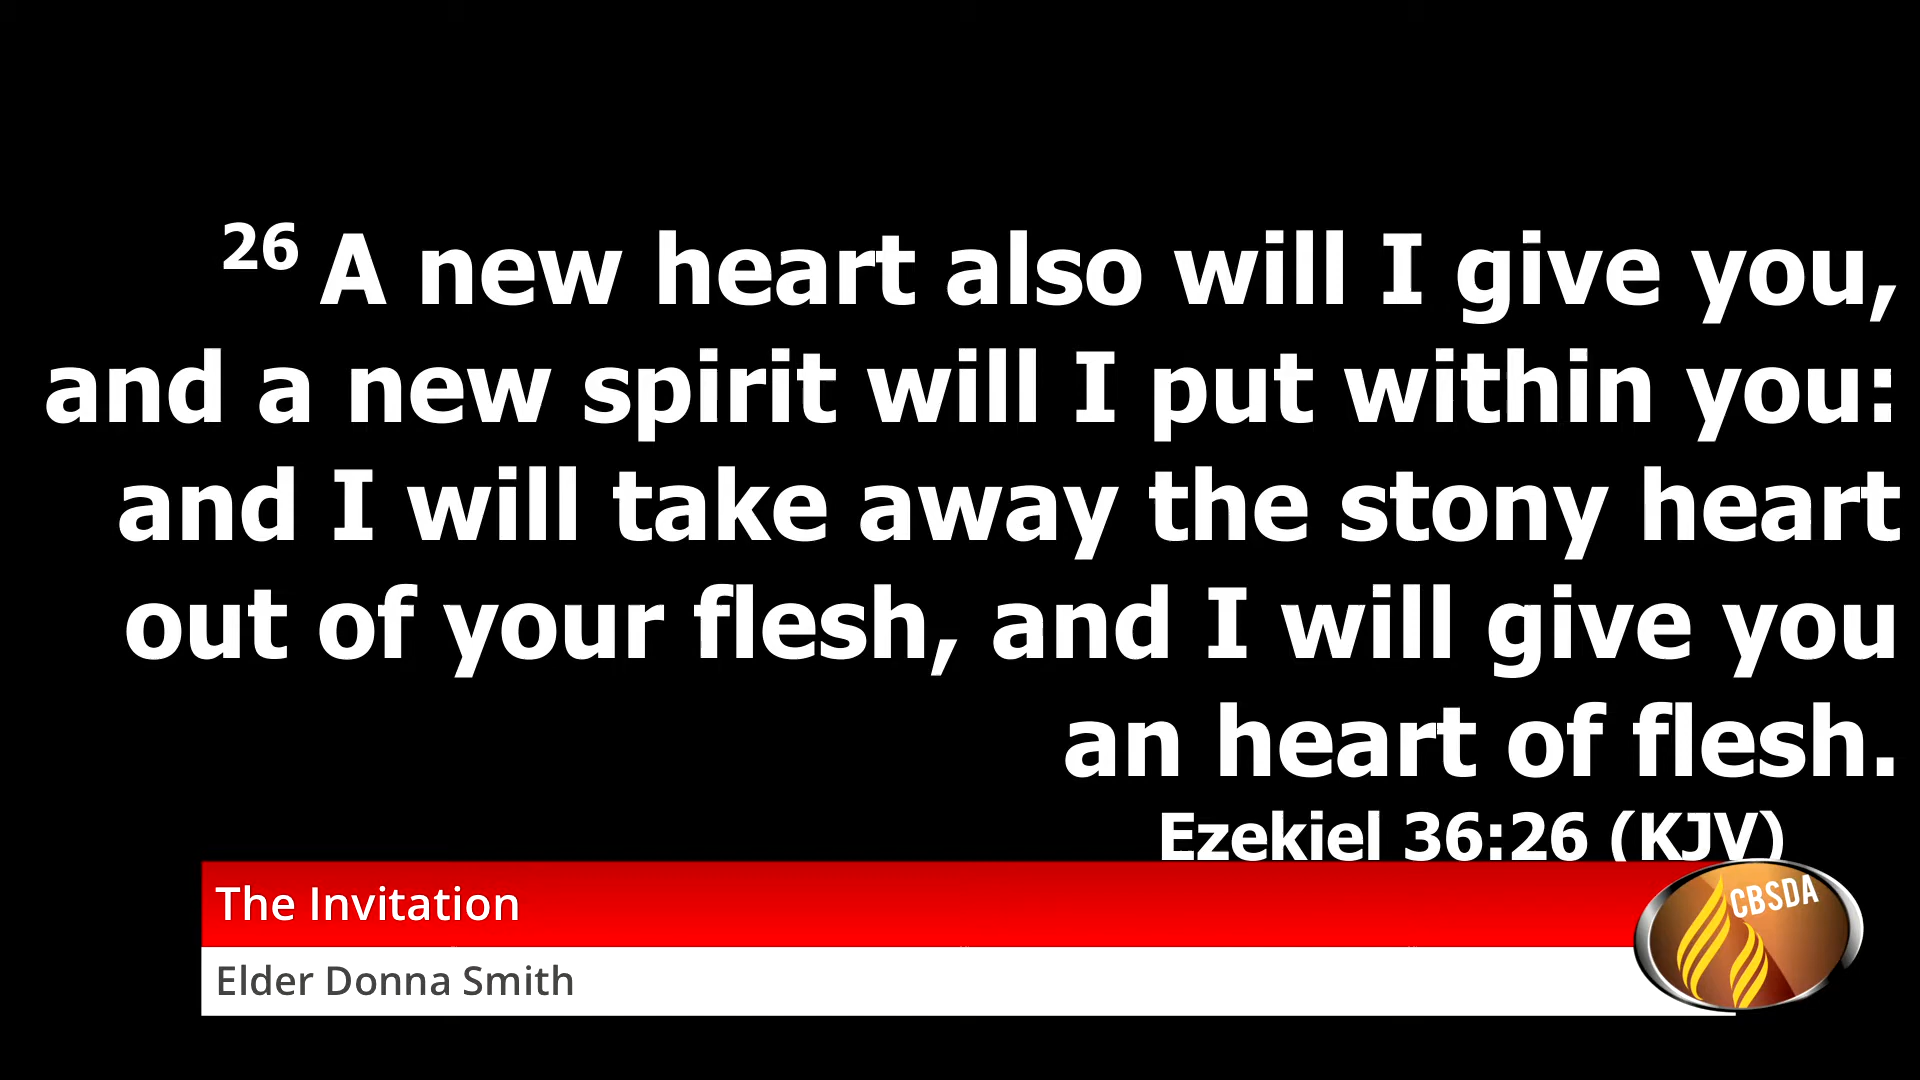 26 A new heart also will I give you,
and a new spirit will I put within you:
and I will take away the stony heart
out of your flesh, and I will give you
an heart of flesh.
Ezekiel 36:26 (KJV)
The Invitation
CBSDA
Elder Donna Smith